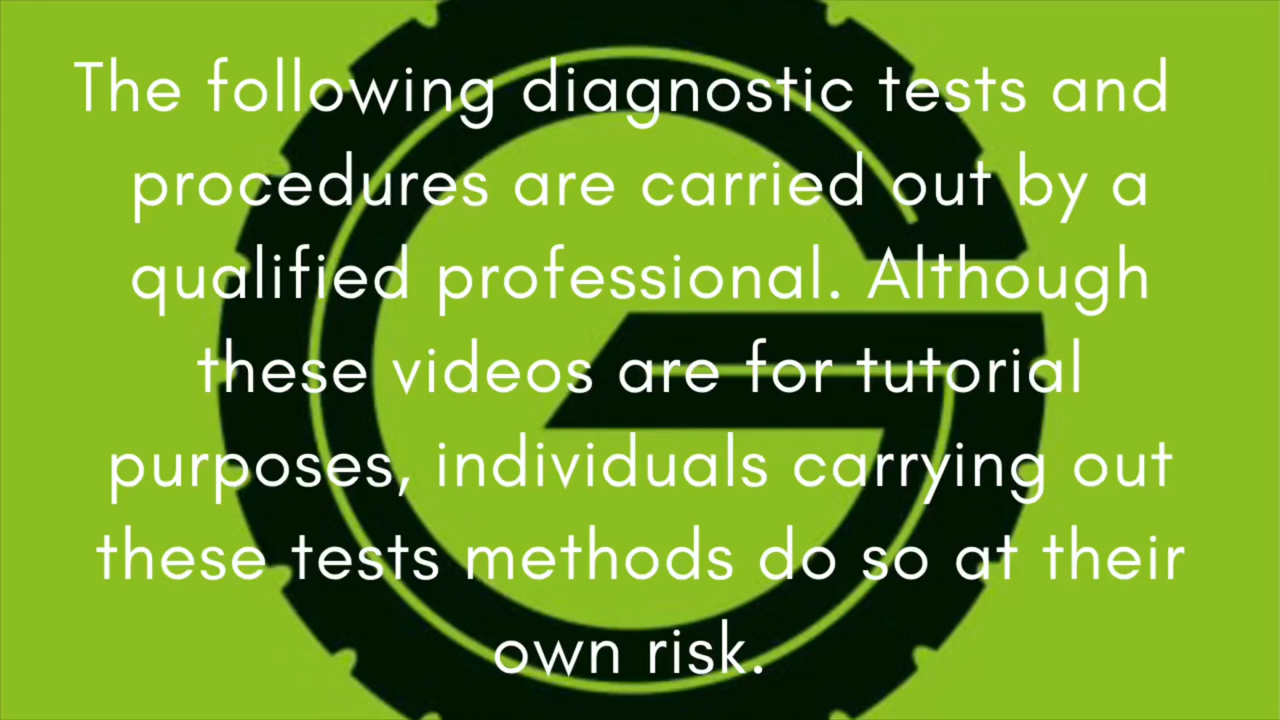 The following diagnostic tests and
procedures are carried out by a
qualified professional. Although
these videos are for tutorial
purposes, individuals carrying out
these tests methods do so at their
own risk.